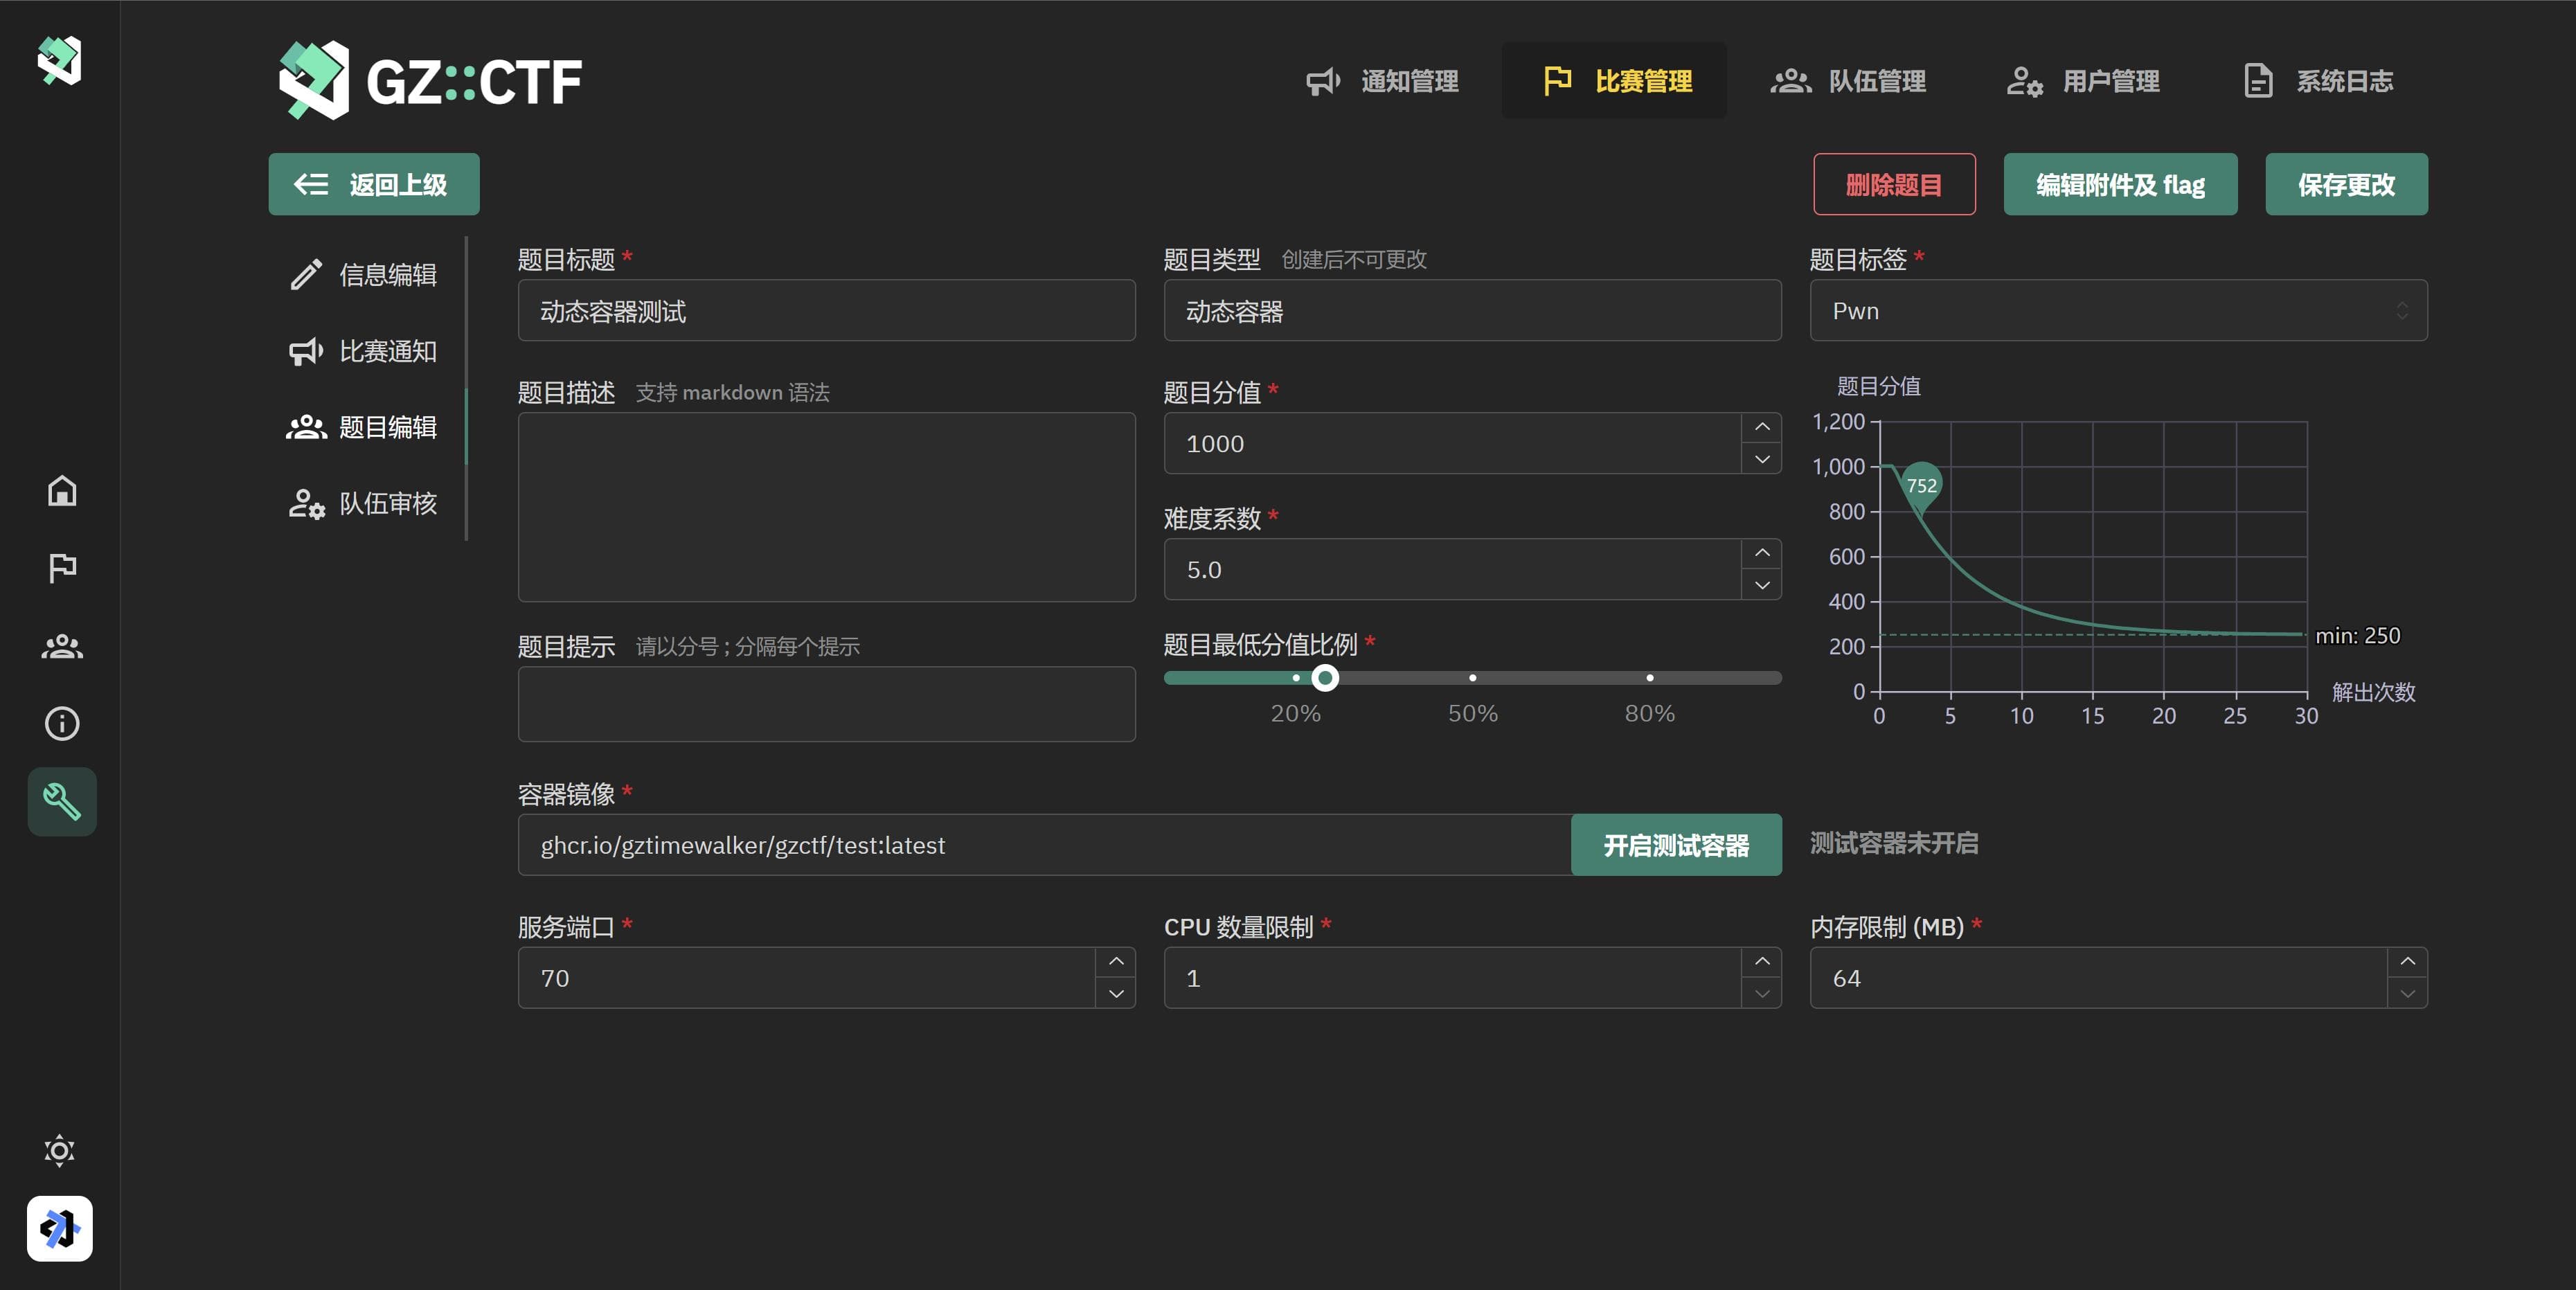 GZ::CTF
通知管理
比赛管理
队伍管理
用户管理
系统日志
返回上级
删除题目
编辑附件及 flag
保存更改
信息编辑
比赛通知
题目编辑
队伍审核
题目标题 *
动态容器测试
题目类型 创建后不可更改
动态容器
题目标签 *
Pwn
题目描述 支持 markdown 语法
题目分值 *
1000
难度系数 *
5.0
题目提示 请以分号 ; 分隔每个提示
题目最低分值比例 *
20% 50% 80%
题目分值
1,200
1,000
800
600
400
200
0
752
min: 250
0 5 10 15 20 25 30
解出次数
容器镜像 *
ghcr.io/gztimewalker/gzctf/test:latest
开启测试容器
测试容器未开启
服务端口 *
70
CPU 数量限制 *
1
内存限制 (MB) *
64